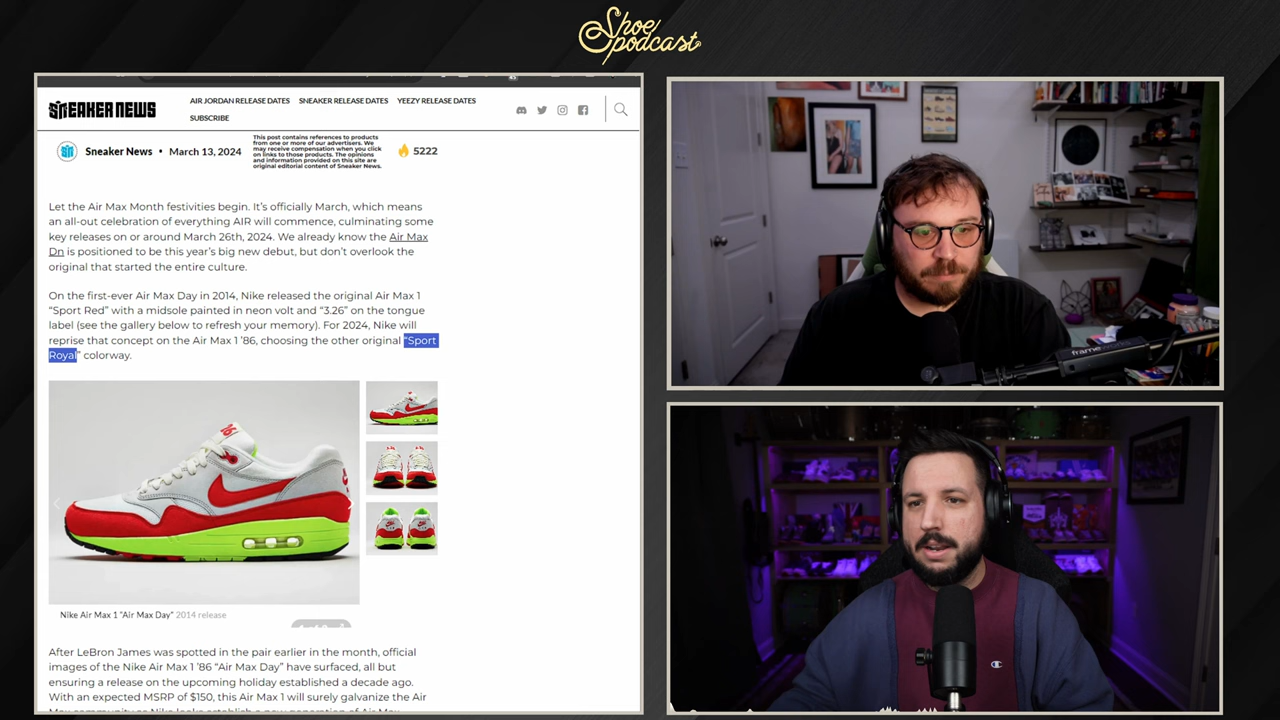 Shoe
podcast
SNEAKER NEWS
AIR JORDAN RELEASE DATES SNEAKER RELEASE DATES YEEZY RELEASE DATES
SUBSCRIBE
Sneaker News • March 13, 2024
This post contains references to products
from one or more of our advertisers. We
may receive compensation when you click
on links to those products. The opinions
and information provided on this site are
original editorial content of Sneaker News.
5222
Let the Air Max Month festivities begin. It's officially March, which means
an all-out celebration of everything AIR will commence, culminating some
key releases on or around March 26th, 2024. We already know the Air Max
Dn is positioned to be this year's big new debut, but don't overlook the
original that started the entire culture.
On the first-ever Air Max Day in 2014, Nike released the original Air Max 1
“Sport Red” with a midsole painted in neon volt and “3.26” on the tongue
label (see the gallery below to refresh your memory). For 2024, Nike will
reprise that concept on the Air Max 1 '86, choosing the other original “Sport
Royal” colorway.
Nike Air Max 1 "Air Max Day" 2014 release
After LeBron James was spotted in the pair earlier in the month, official
images of the Nike Air Max 1 '86 “Air Max Day” have surfaced, all but
ensuring a release on the upcoming holiday established a decade ago.
With an expected MSRP of $150, this Air Max 1 will surely galvanize the Air
frame